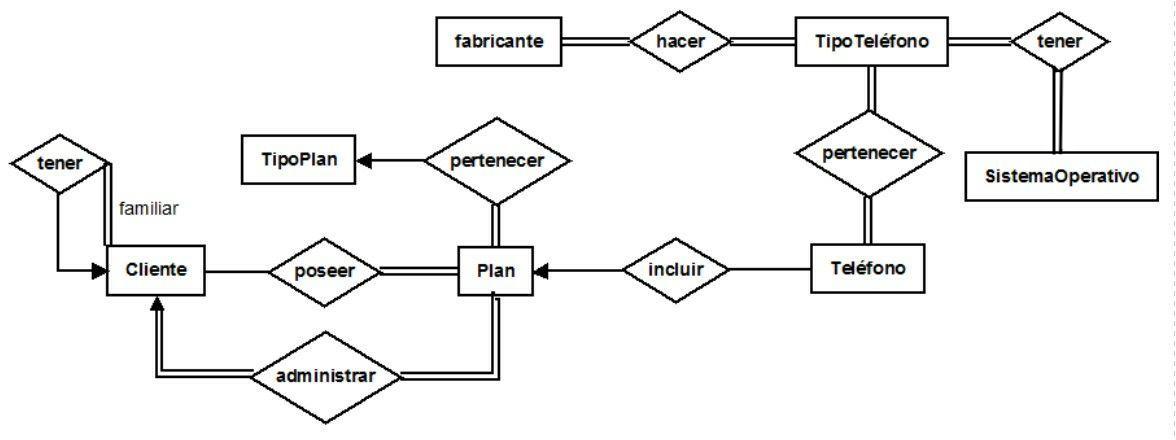 fabricante
hacer
TipoTeléfono
tener
tener
TipoPlan
pertenecer
pertenecer
SistemaOperativo
familiar
Cliente
poseer
Plan
incluir
Teléfono
administrar